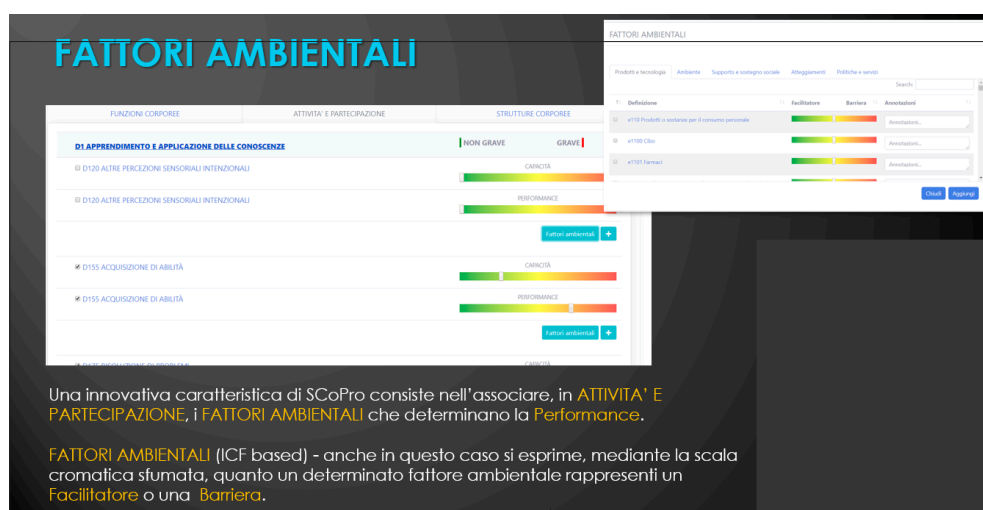 FATTORI AMBIENTALI
FATTORI AMBIENTALI
Prodotti e tecnologie Ambiente Supporto e sostegno sociale Atteggiamenti Politiche e servizi
Search:
Definizione Facilitatore Barriera Annotazioni
e110 Prodotti o sostanze per il consumo personale Annotazioni...
e1100 Cibo Annotazioni...
e1101 Farmaci Annotazioni...
Chiudi Aggiungi
FUNZIONI CORPOREE ATTIVITA' E PARTECIPAZIONE STRUTTURE CORPOREE
D1 APPRENDIMENTO E APPLICAZIONE DELLE CONOSCENZE NON GRAVE GRAVE
D120 ALTRE PERCEZIONI SENSORIALI INTENZIONALI CAPACITÀ
D120 ALTRE PERCEZIONI SENSORIALI INTENZIONALI PERFORMANCE
Fattori ambientali +
D155 ACQUISIZIONE DI ABILITÀ CAPACITÀ
D155 ACQUISIZIONE DI ABILITÀ PERFORMANCE
Fattori ambientali +
D175 RISOLUZIONE DI PROBLEMI CAPACITÀ
Una innovativa caratteristica di SCoPro consiste nell'associare, in ATTIVITA' E
PARTECIPAZIONE, i FATTORI AMBIENTALI che determinano la Performance.
FATTORI AMBIENTALI (ICF based) - anche in questo caso si esprime, mediante la scala
cromatica sfumata, quanto un determinato fattore ambientale rappresenti un
Facilitatore o una Barriera.